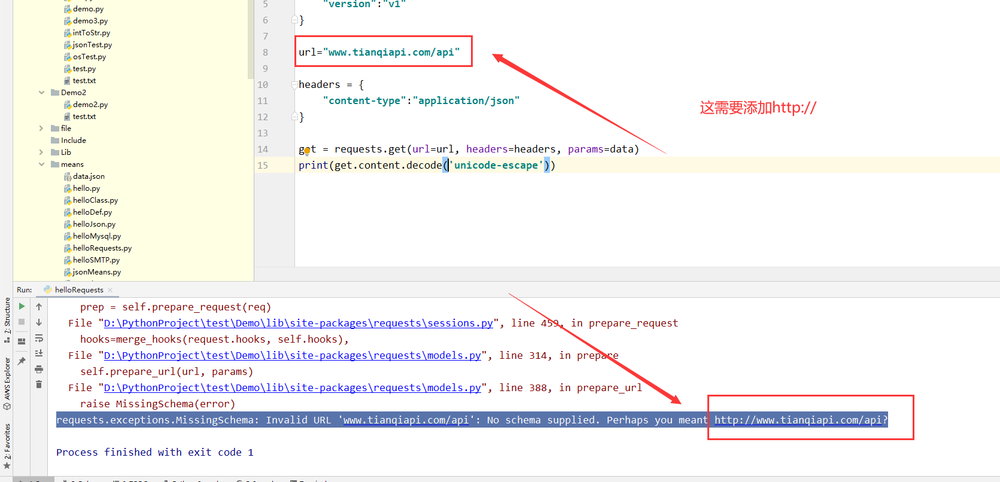 demo.py
demo3.py
intToStr.py
jsonTest.py
osTest.py
test.py
test.txt
Demo2
demo2.py
test.txt
file
Include
Lib
means
data.json
hello.py
helloClass.py
helloDef.py
helloJson.py
helloMysql.py
helloRequests.py
helloSMTP.py
jsonMeans.py
5 "version":"v1"
6 }
7
8 url="www.tianqiapi.com/api"
9
10 headers = {
11 "content-type":"application/json"
12 }
13
14 get = requests.get(url=url, headers=headers, params=data)
15 print(get.content.decode('unicode-escape'))
这需要添加http://
Run: helloRequests
prep = self.prepare_request(req)
File "D:\PythonProject\test\Demo\lib\site-packages\requests\sessions.py", line 459, in prepare_request
hooks=merge_hooks(request.hooks, self.hooks),
File "D:\PythonProject\test\Demo\lib\site-packages\requests\models.py", line 314, in prepare
self.prepare_url(url, params)
File "D:\PythonProject\test\Demo\lib\site-packages\requests\models.py", line 388, in prepare_url
raise MissingSchema(error)
requests.exceptions.MissingSchema: Invalid URL 'www.tianqiapi.com/api': No schema supplied. Perhaps you meant http://www.tianqiapi.com/api?
Process finished with exit code 1
7: Structure
AWS Explorer
2: Favorites